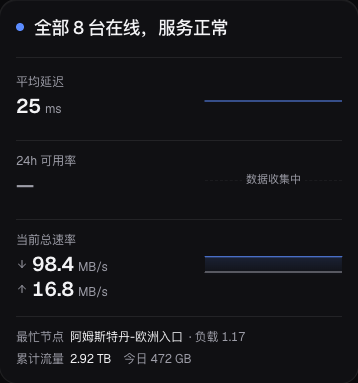 全部 8 台在线，服务正常
平均延迟
25 ms
24h 可用率
—
数据收集中
当前总速率
↓ 98.4 MB/s
↑ 16.8 MB/s
最忙节点 阿姆斯特丹-欧洲入口 · 负载 1.17
累计流量 2.92 TB 今日 472 GB